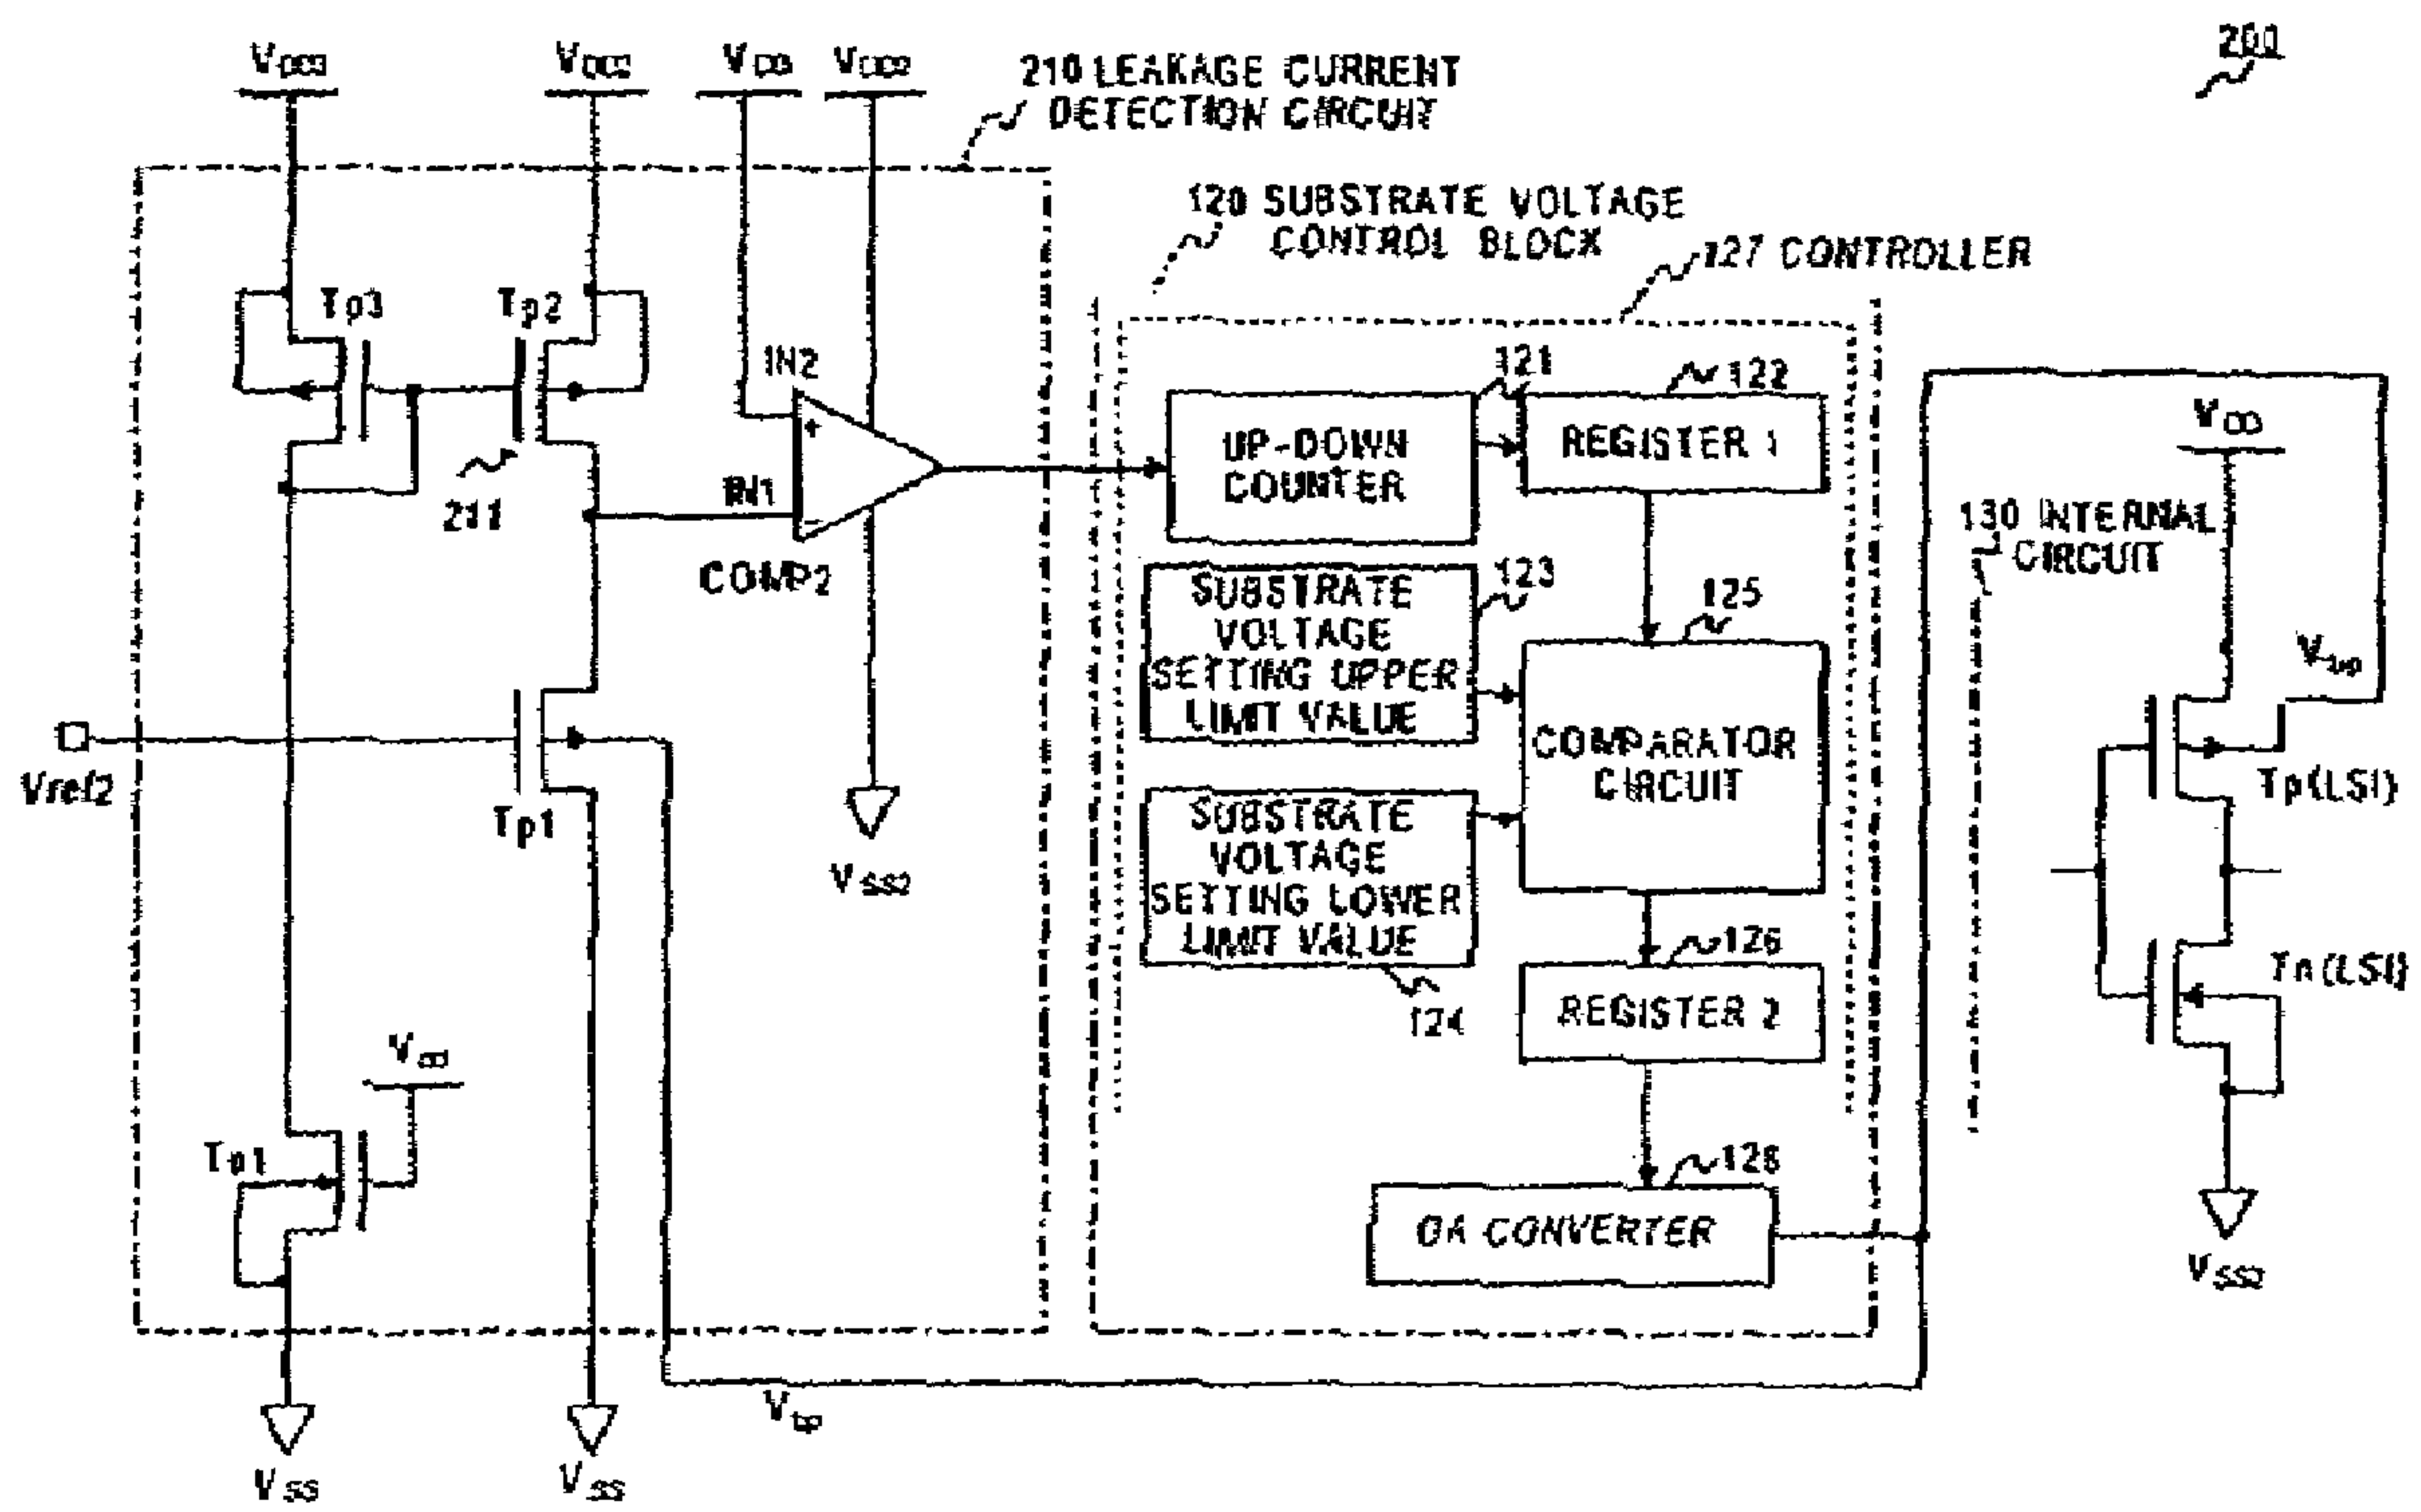 200
VDD2
VDD
VDD2
210 LEAKAGE CURRENT
DETECTION CIRCUIT
120 SUBSTRATE VOLTAGE
CONTROL BLOCK
127 CONTROLLER
Tp3
Tp2
IN2
+
121
122
UP-DOWN
COUNTER
REGISTER 1
VDD
211
IN1
-
COMP2
130 INTERNAL
CIRCUIT
123
SUBSTRATE
VOLTAGE
SETTING UPPER
LIMIT VALUE
125
COMPARATOR
CIRCUIT
Vref2
Tp1
Tp(LSI)
SUBSTRATE
VOLTAGE
SETTING LOWER
LIMIT VALUE
VSS2
124
126
REGISTER 2
Tn(LSI)
Tp1
128
DA CONVERTER
VSS2
Vbp
VSS
VSS